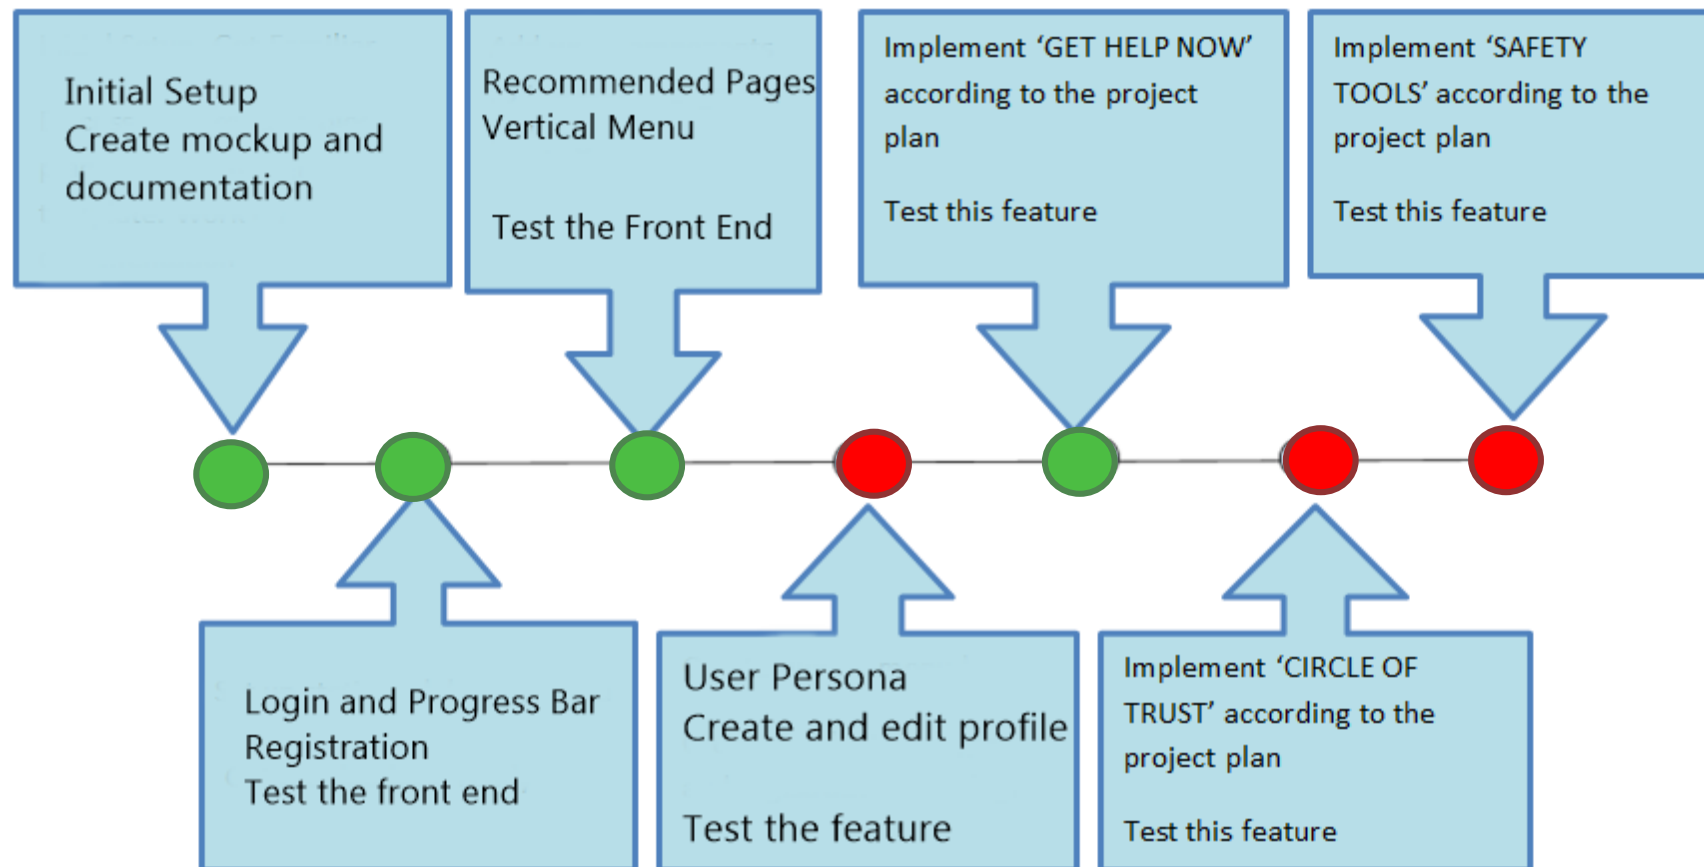 Initial Setup
Create mockup and
documentation
Recommended Pages
Vertical Menu
Test the Front End
Implement ‘GET HELP NOW’
according to the project
plan
Test this feature
Implement ‘SAFETY
TOOLS’ according to the
project plan
Test this feature
Login and Progress Bar
Registration
Test the front end
User Persona
Create and edit profile
Test the feature
Implement ‘CIRCLE OF
TRUST’ according to the
project plan
Test this feature